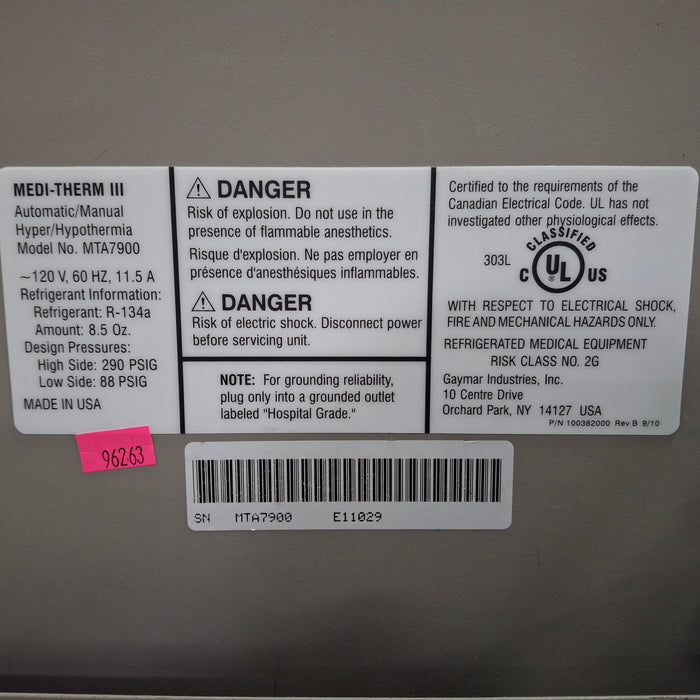 MEDI-THERM III
Automatic/Manual
Hyper/Hypothermia
Model No. MTA7900
~120 V, 60 HZ, 11.5 A
Refrigerant Information:
Refrigerant: R-134a
Amount: 8.5 Oz.
Design Pressures:
High Side: 290 PSIG
Low Side: 88 PSIG
MADE IN USA
DANGER
Risk of explosion. Do not use in the
presence of flammable anesthetics.
Risque d'explosion. Ne pas employer en
présence d'anesthésiques inflammables.
DANGER
Risk of electric shock. Disconnect power
before servicing unit.
NOTE: For grounding reliability,
plug only into a grounded outlet
labeled "Hospital Grade."
Certified to the requirements of the
Canadian Electrical Code. UL has not
investigated other physiological effects.
CLASSIFIED
303L
C UL US
WITH RESPECT TO ELECTRICAL SHOCK,
FIRE AND MECHANICAL HAZARDS ONLY.
REFRIGERATED MEDICAL EQUIPMENT
RISK CLASS NO. 2G
Gaymar Industries, Inc.
10 Centre Drive
Orchard Park, NY 14127 USA
P/N 100382000 Rev B 9/10
96263
SN MTA7900 E11029